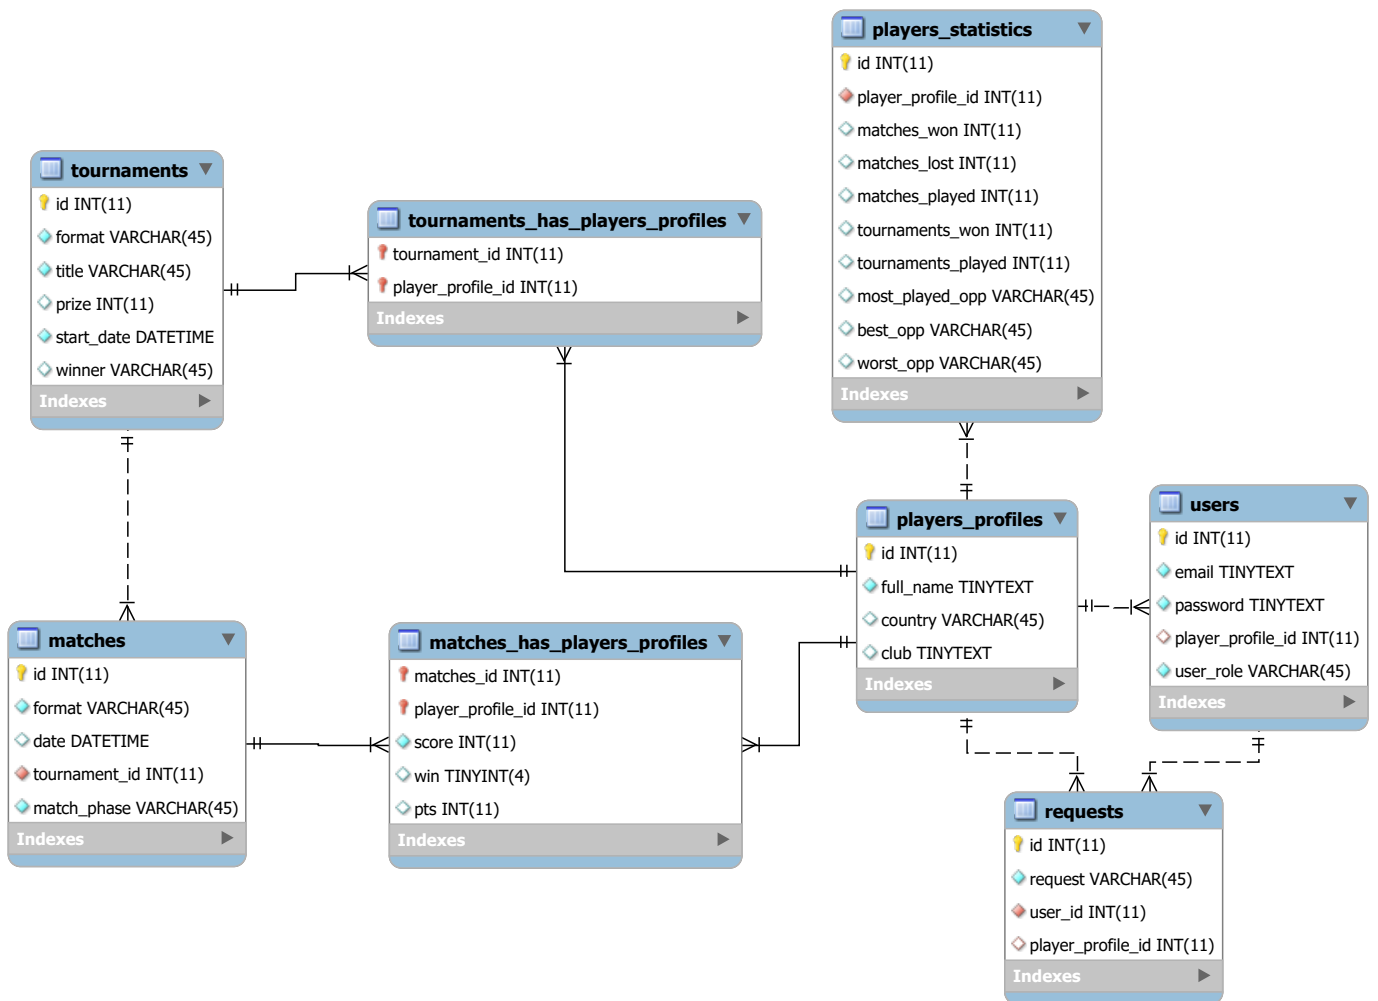 players_statistics
id INT(11)
player_profile_id INT(11)
matches_won INT(11)
matches_lost INT(11)
matches_played INT(11)
tournaments_won INT(11)
tournaments_played INT(11)
most_played_opp VARCHAR(45)
best_opp VARCHAR(45)
worst_opp VARCHAR(45)
Indexes
tournaments
id INT(11)
format VARCHAR(45)
title VARCHAR(45)
prize INT(11)
start_date DATETIME
winner VARCHAR(45)
Indexes
tournaments_has_players_profiles
tournament_id INT(11)
player_profile_id INT(11)
Indexes
players_profiles
id INT(11)
full_name TINYTEXT
country VARCHAR(45)
club TINYTEXT
Indexes
users
id INT(11)
email TINYTEXT
password TINYTEXT
player_profile_id INT(11)
user_role VARCHAR(45)
Indexes
matches
id INT(11)
format VARCHAR(45)
date DATETIME
tournament_id INT(11)
match_phase VARCHAR(45)
Indexes
matches_has_players_profiles
matches_id INT(11)
player_profile_id INT(11)
score INT(11)
win TINYINT(4)
pts INT(11)
Indexes
requests
id INT(11)
request VARCHAR(45)
user_id INT(11)
player_profile_id INT(11)
Indexes